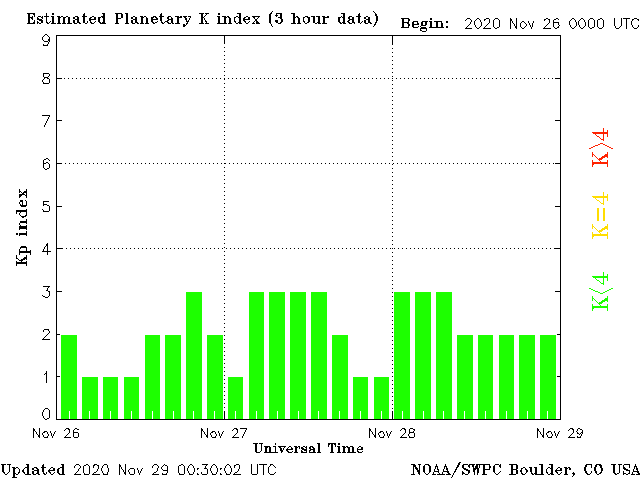 Estimated Planetary K index (3 hour data) Begin: 2020 Nov 26 0000 UTC
9
8
7
6
5
4
3
2
1
0
Kp index
K>4
K=4
K<4
Nov 26 Nov 27 Nov 28 Nov 29
Universal Time
Updated 2020 Nov 29 00:30:02 UTC NOAA/SWPC Boulder, CO USA